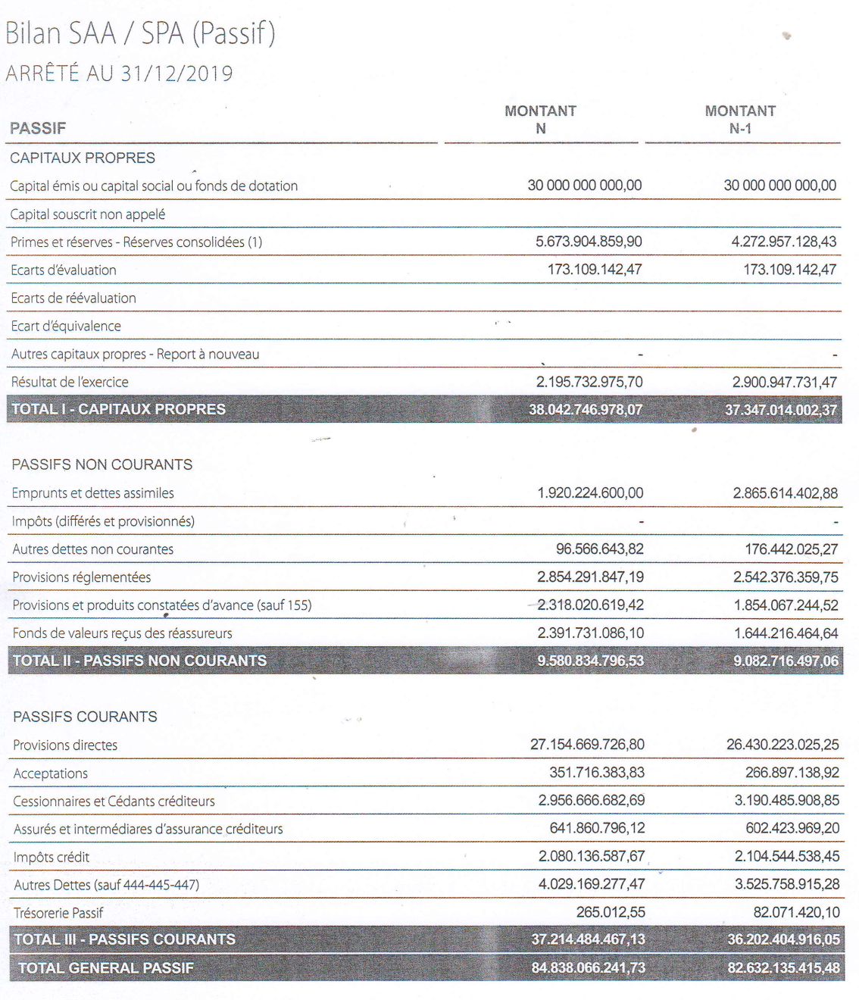 Bilan SAA / SPA (Passif)
ARRÊTÉ AU 31/12/2019
PASSIF MONTANT N MONTANT N-1
CAPITAUX PROPRES
Capital émis ou capital social ou fonds de dotation 30 000 000 000,00 30 000 000 000,00
Capital souscrit non appelé
Primes et réserves - Réserves consolidées (1) 5.673.904.859,90 4.272.957.128,43
Ecarts d'évaluation 173.109.142,47 173.109.142,47
Ecarts de réévaluation
Ecart d'équivalence
Autres capitaux propres - Report à nouveau - -
Résultat de l'exercice 2.195.732.975,70 2.900.947.731,47
TOTAL I - CAPITAUX PROPRES 38.042.746.978,07 37.347.014.002,37
PASSIFS NON COURANTS
Emprunts et dettes assimiles 1.920.224.600,00 2.865.614.402,88
Impôts (différés et provisionnés) - -
Autres dettes non courantes 96.566.643,82 176.442.025,27
Provisions réglementées 2.854.291.847,19 2.542.376.359,75
Provisions et produits constatées d'avance (sauf 155) 2.318.020.619,42 1.854.067.244,52
Fonds de valeurs reçus des réassureurs 2.391.731.086,10 1.644.216.464,64
TOTAL II - PASSIFS NON COURANTS 9.580.834.796,53 9.082.716.497,06
PASSIFS COURANTS
Provisions directes 27.154.669.726,80 26.430.223.025,25
Acceptations 351.716.383,83 266.897.138,92
Cessionnaires et Cédants créditeurs 2.956.666.682,69 3.190.485.908,85
Assurés et intermédiares d'assurance créditeurs 641.860.796,12 602.423.969,20
Impôts crédit 2.080.136.587,67 2.104.544.538,45
Autres Dettes (sauf 444-445-447) 4.029.169.277,47 3.525.758.915,28
Trésorerie Passif 265.012,55 82.071.420,10
TOTAL III - PASSIFS COURANTS 37.214.484.467,13 36.202.404.916,05
TOTAL GENERAL PASSIF 84.838.066.241,73 82.632.135.415,48